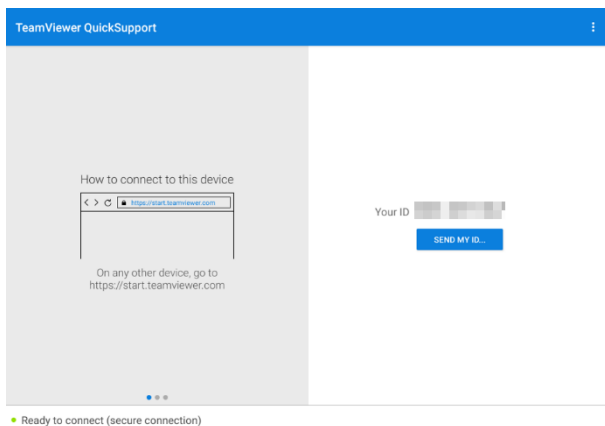 TeamViewer QuickSupport
How to connect to this device
https://start.teamviewer.com
On any other device, go to
https://start.teamviewer.com
Your ID
SEND MY ID...
Ready to connect (secure connection)